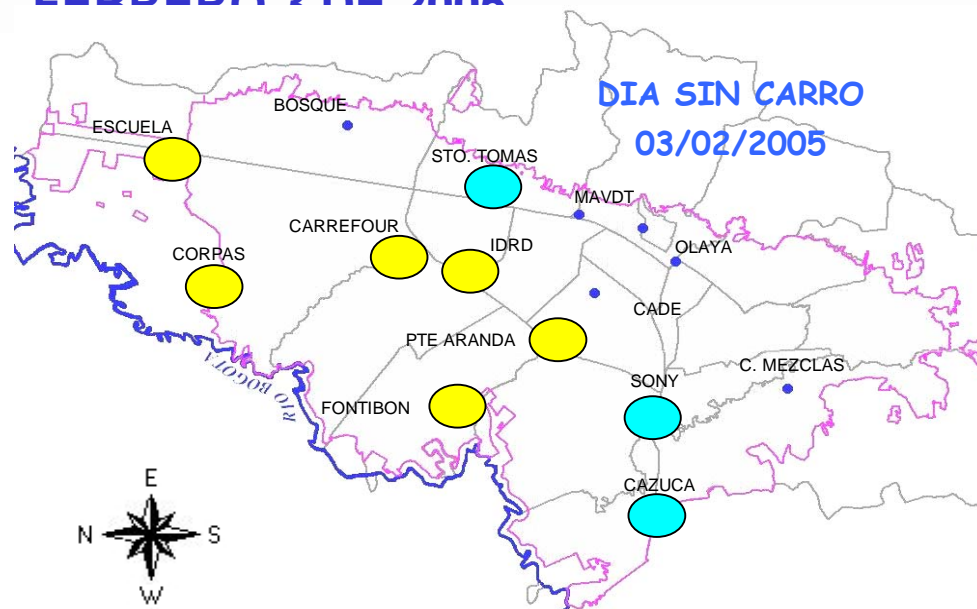 DIA SIN CARRO
03/02/2005
BOSQUE
ESCUELA
STO. TOMAS
MAVDT
CARREFOUR
IDRD
OLAYA
CORPAS
CADE
PTE ARANDA
C. MEZCLAS
SONY
FONTIBON
RIO BOGOTA
CAZUCA
E
N
S
W